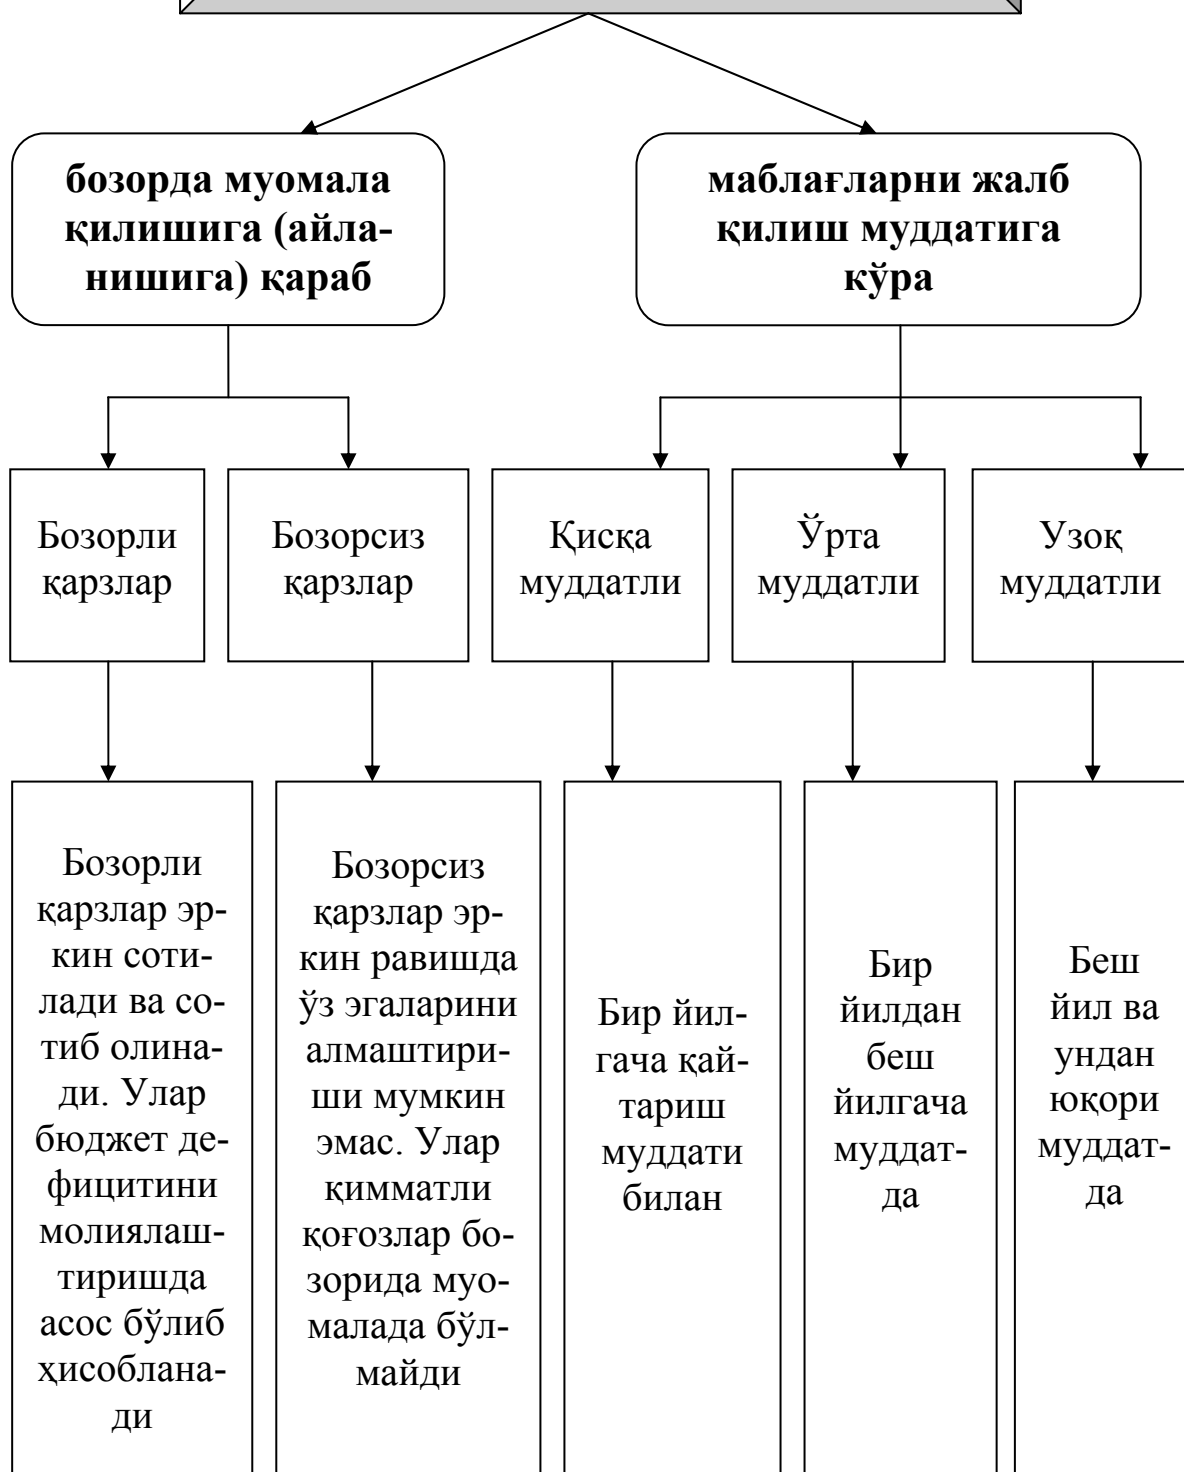 бозорда муомала
қилишига (айла-
нишига) қараб
маблағларни жалб
қилиш муддатига
кўра
Бозорли
қарзлар
Бозорсиз
қарзлар
Қисқа
муддатли
Ўрта
муддатли
Узоқ
муддатли
Бозорли
қарзлар эр-
кин соти-
лади ва со-
тиб олина-
ди. Улар
бюджет де-
фицитини
молиялаш-
тиришда
асос бўлиб
ҳисоблана-
ди
Бозорсиз
қарзлар эр-
кин равишда
ўз эгаларини
алмаштири-
ши мумкин
эмас. Улар
қимматли
қоғозлар бо-
зорида муо-
малада бўл-
майди
Бир йил-
гача қай-
тариш
муддати
билан
Бир
йилдан
беш
йилгача
муддат-
да
Беш
йил ва
ундан
юқори
муддат-
да